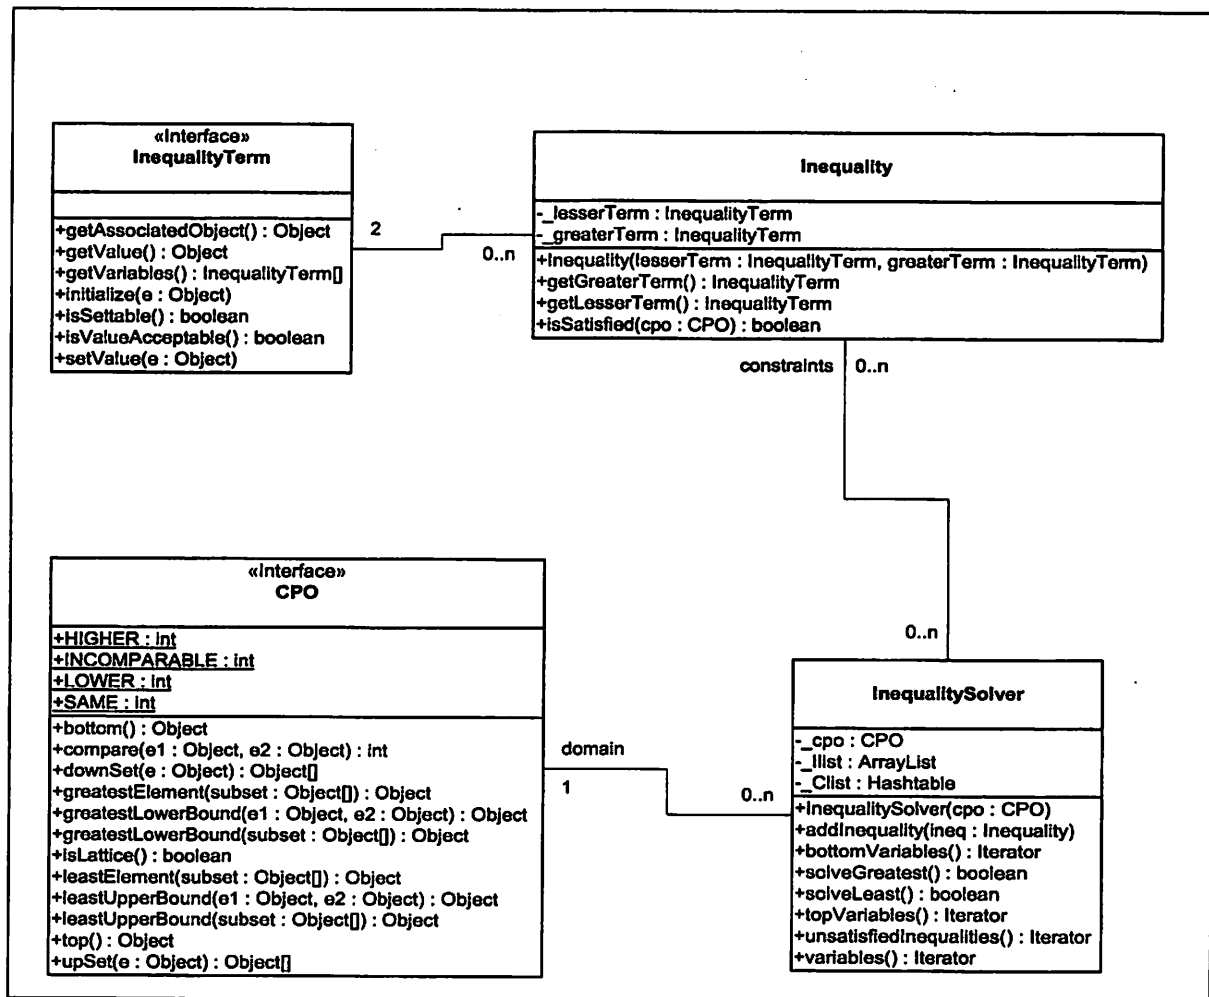 «Interface»
InequalityTerm
+getAssociatedObject() : Object
+getValue() : Object
+getVariables() : InequalityTerm[]
+initialize(e : Object)
+isSettable() : boolean
+isValueAcceptable() : boolean
+setValue(e : Object)
2
0..n
Inequality
-_lesserTerm : InequalityTerm
-_greaterTerm : InequalityTerm
+Inequality(lesserTerm : InequalityTerm, greaterTerm : InequalityTerm)
+getGreaterTerm() : InequalityTerm
+getLesserTerm() : InequalityTerm
+isSatisfied(cpo : CPO) : boolean
constraints
0..n
0..n
«Interface»
CPO
+HIGHER : int
+INCOMPARABLE : int
+LOWER : int
+SAME : int
+bottom() : Object
+compare(e1 : Object, e2 : Object) : int
+downSet(e : Object) : Object[]
+greatestElement(subset : Object[]) : Object
+greatestLowerBound(e1 : Object, e2 : Object) : Object
+greatestLowerBound(subset : Object[]) : Object
+isLattice() : boolean
+leastElement(subset : Object[]) : Object
+leastUpperBound(e1 : Object, e2 : Object) : Object
+leastUpperBound(subset : Object[]) : Object
+top() : Object
+upSet(e : Object) : Object[]
domain
1
0..n
InequalitySolver
-_cpo : CPO
-_Ilist : ArrayList
-_Clist : Hashtable
+InequalitySolver(cpo : CPO)
+addInequality(ineq : Inequality)
+bottomVariables() : Iterator
+solveGreatest() : boolean
+solveLeast() : boolean
+topVariables() : Iterator
+unsatisfiedInequalities() : Iterator
+variables() : Iterator